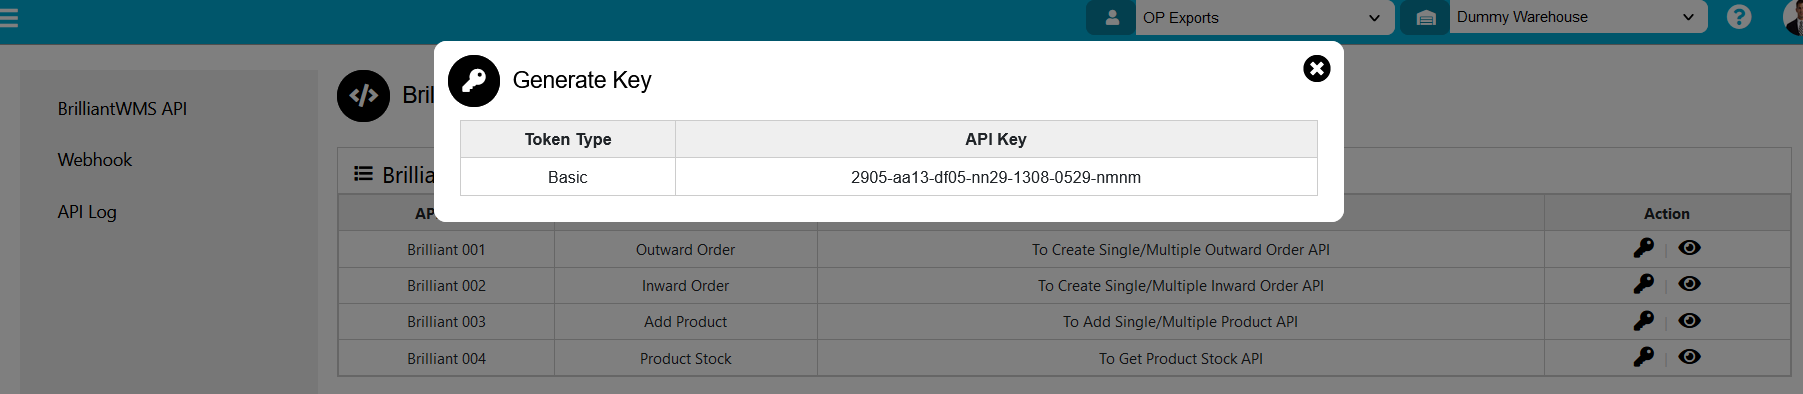 OP Exports
Dummy Warehouse
Generate Key
Token Type API Key
Basic 2905-aa13-df05-nn29-1308-0529-nmnm
BrilliantWMS API
Webhook
API Log
Action
Brilliant 001 Outward Order To Create Single/Multiple Outward Order API
Brilliant 002 Inward Order To Create Single/Multiple Inward Order API
Brilliant 003 Add Product To Add Single/Multiple Product API
Brilliant 004 Product Stock To Get Product Stock API